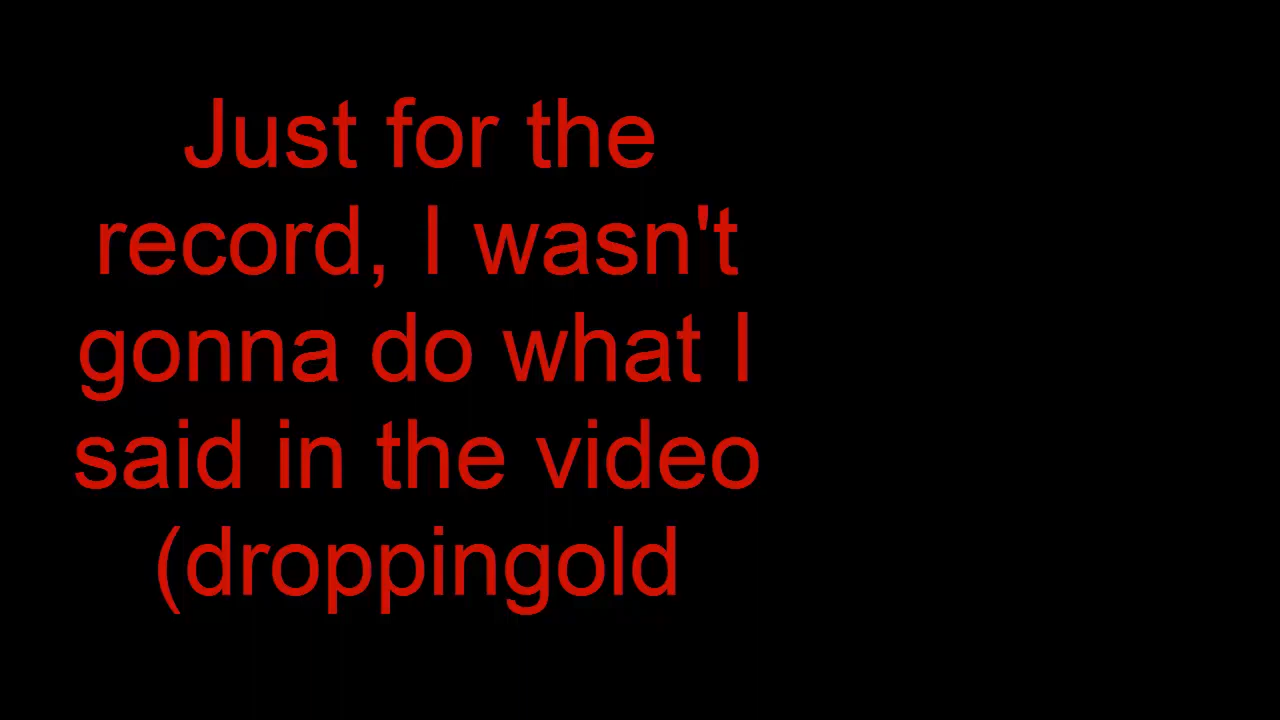 Just for the
record, I wasn't
gonna do what I
said in the video
(droppingold